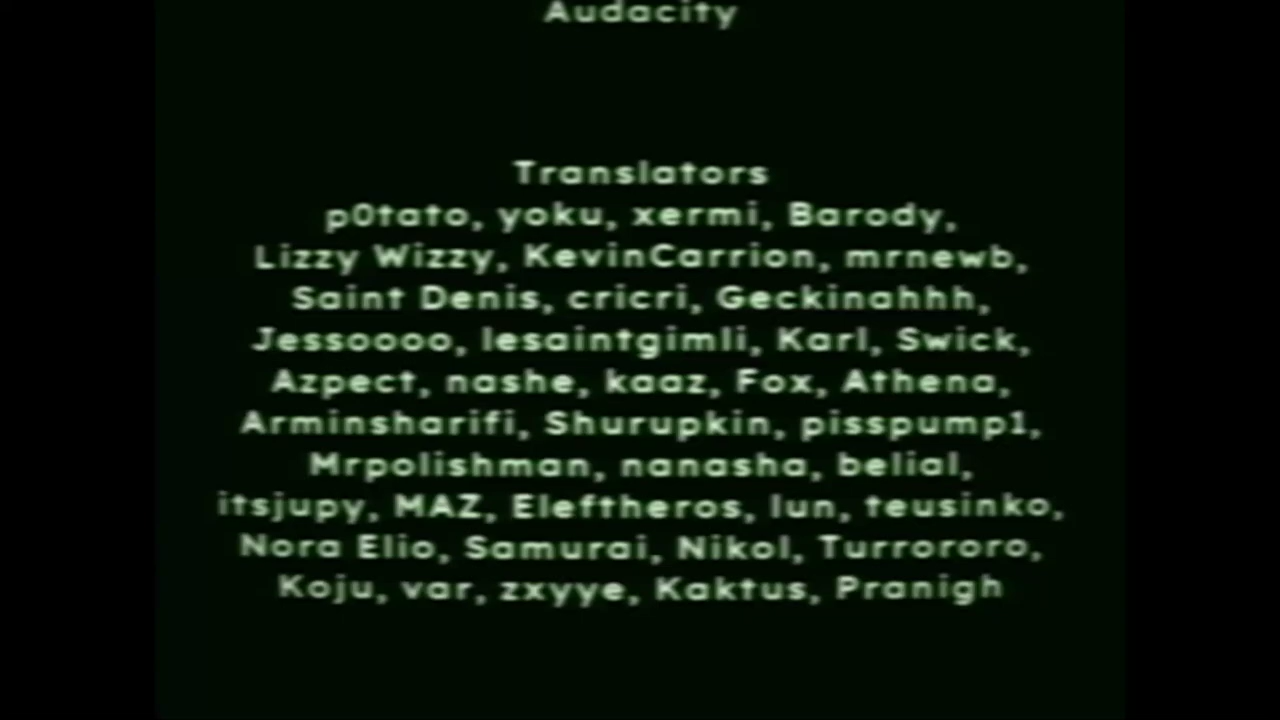 Audacity
Translators
p0tato, yoku, xermi, Barody,
Lizzy Wizzy, KevinCarrion, mrnewb,
Saint Denis, cricri, Geckinahhh,
Jessoooo, lesaintgimli, Karl, Swick,
Azpect, nashe, kaaz, Fox, Athena,
Arminsharifi, Shurupkin, pisspump1,
Mrpolishman, nanasha, belial,
itsjupy, MAZ, Eleftheros, lun, teusinko,
Nora Elio, Samurai, Nikol, Turrororo,
Koju, var, zxyye, Kaktus, Pranigh